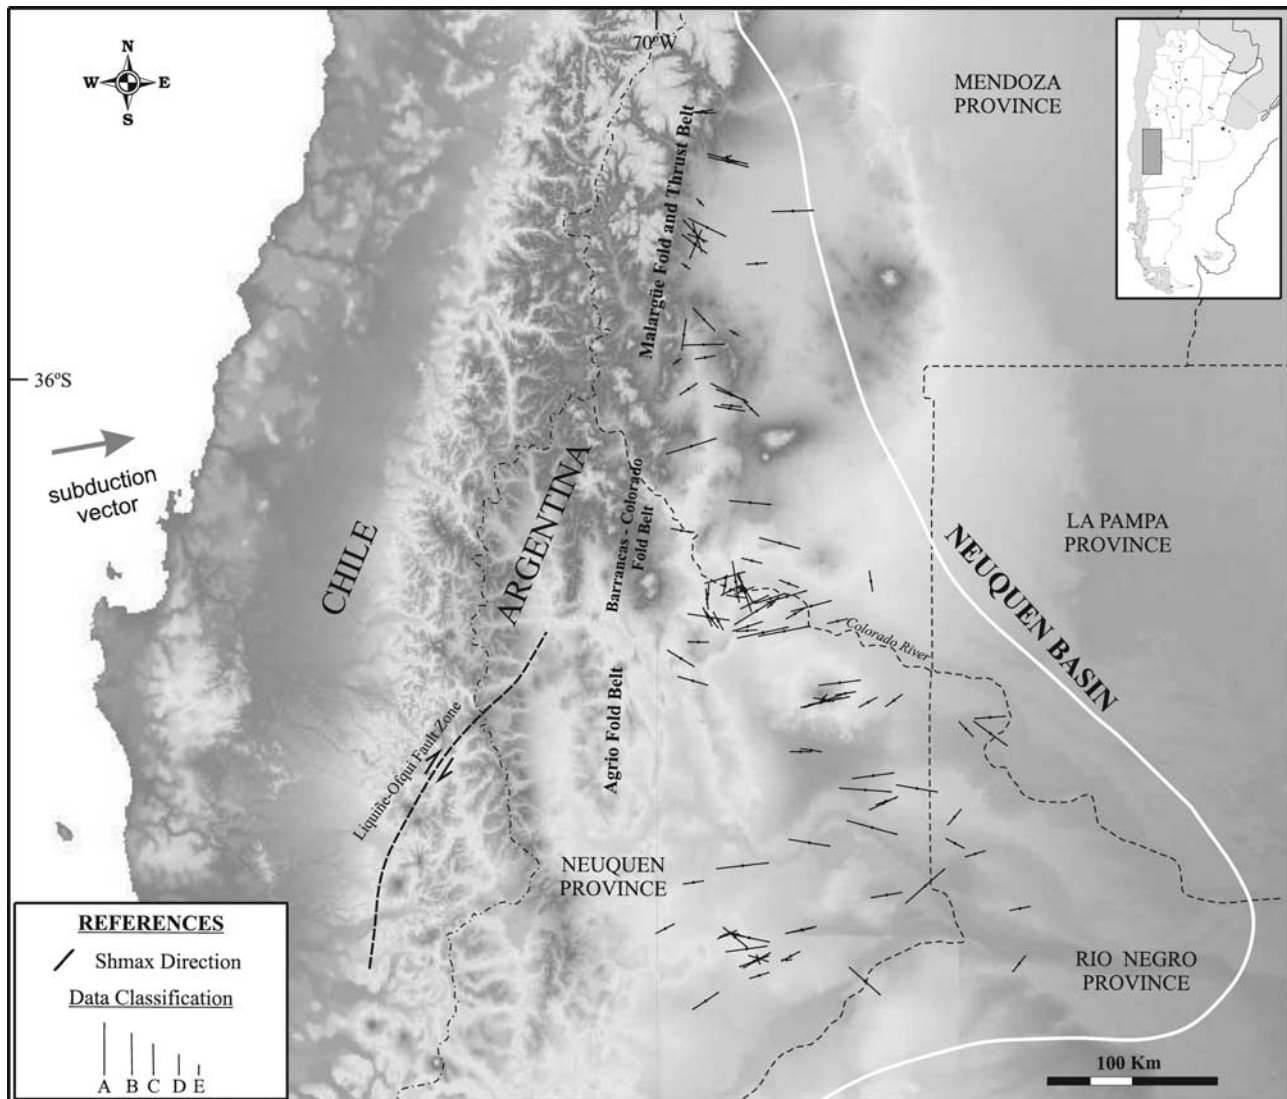 70ºW
N
W
E
S
MENDOZA
PROVINCE
Malargüe Fold and Thrust Belt
36ºS
subduction
vector
CHILE
ARGENTINA
Barrancas - Colorado
Fold Belt
LA PAMPA
PROVINCE
NEUQUEN BASIN
Colorado River
Agrio Fold Belt
Liquiñe-Ofqui Fault Zone
NEUQUEN
PROVINCE
RIO NEGRO
PROVINCE
REFERENCES
Shmax Direction
Data Classification
A B C D E
100 Km